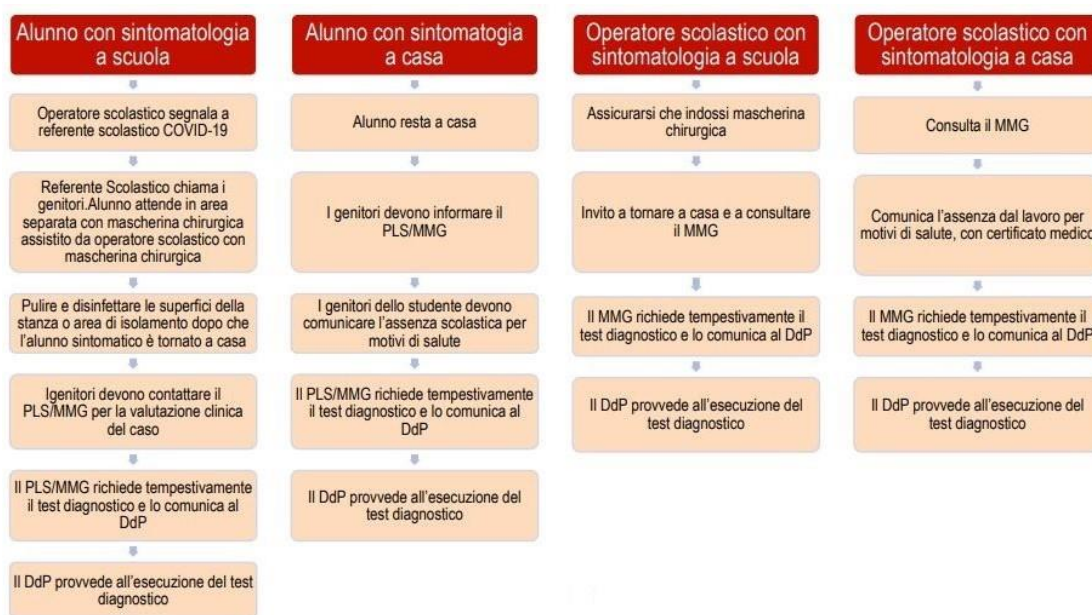 Alunno con sintomatologia
a scuola
Operatore scolastico segnala a
referente scolastico COVID-19
Referente Scolastico chiama i
genitori.Alunno attende in area
separata con mascherina chirurgica
assistito da operatore scolastico con
mascherina chirurgica
Pulire e disinfettare le superfici della
stanza o area di isolamento dopo che
l'alunno sintomatico è tornato a casa
Igenitori devono contattare il
PLS/MMG per la valutazione clinica
del caso
Il PLS/MMG richiede tempestivamente
il test diagnostico e lo comunica al
DdP
Il DdP provvede all'esecuzione del test
diagnostico
Alunno con sintomatogia
a casa
Alunno resta a casa
I genitori devono informare il
PLS/MMG
I genitori dello studente devono
comunicare l'assenza scolastica per
motivi di salute
Il PLS/MMG richiede tempestivamente
il test diagnostico e lo comunica al
DdP
Il DdP provvede all'esecuzione del
test diagnostico
Operatore scolastico con
sintomatologia a scuola
Assicurarsi che indossi mascherina
chirurgica
Invito a tornare a casa e a consultare
il MMG
Il MMG richiede tempestivamente il
test diagnostico e lo comunica al DdP
Il DdP provvede all'esecuzione del
test diagnostico
Operatore scolastico con
sintomatologia a casa
Consulta il MMG
Comunica l'assenza dal lavoro per
motivi di salute, con certificato medico
Il MMG richiede tempestivamente il
test diagnostico e lo comunica al DdP
Il DdP provvede all'esecuzione del
test diagnostico